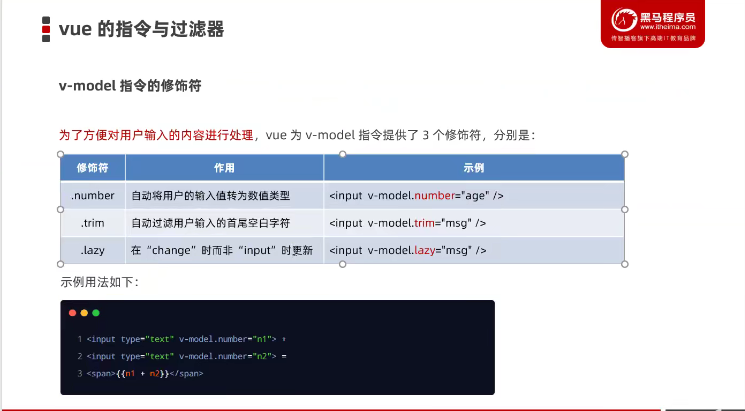 vue 的指令与过滤器
黑马程序员
www.itheima.com
传智播客旗下高端IT教育品牌
v-model 指令的修饰符
为了方便对用户输入的内容进行处理，vue 为 v-model 指令提供了 3 个修饰符，分别是：
修饰符 作用 示例
.number 自动将用户的输入值转为数值类型 <input v-model.number="age" />
.trim 自动过滤用户输入的首尾空白字符 <input v-model.trim="msg" />
.lazy 在“change”时而非“input”时更新 <input v-model.lazy="msg" />
示例用法如下：
1 <input type="text" v-model.number="n1"> +
2 <input type="text" v-model.number="n2"> =
3 <span>{{n1 + n2}}</span>